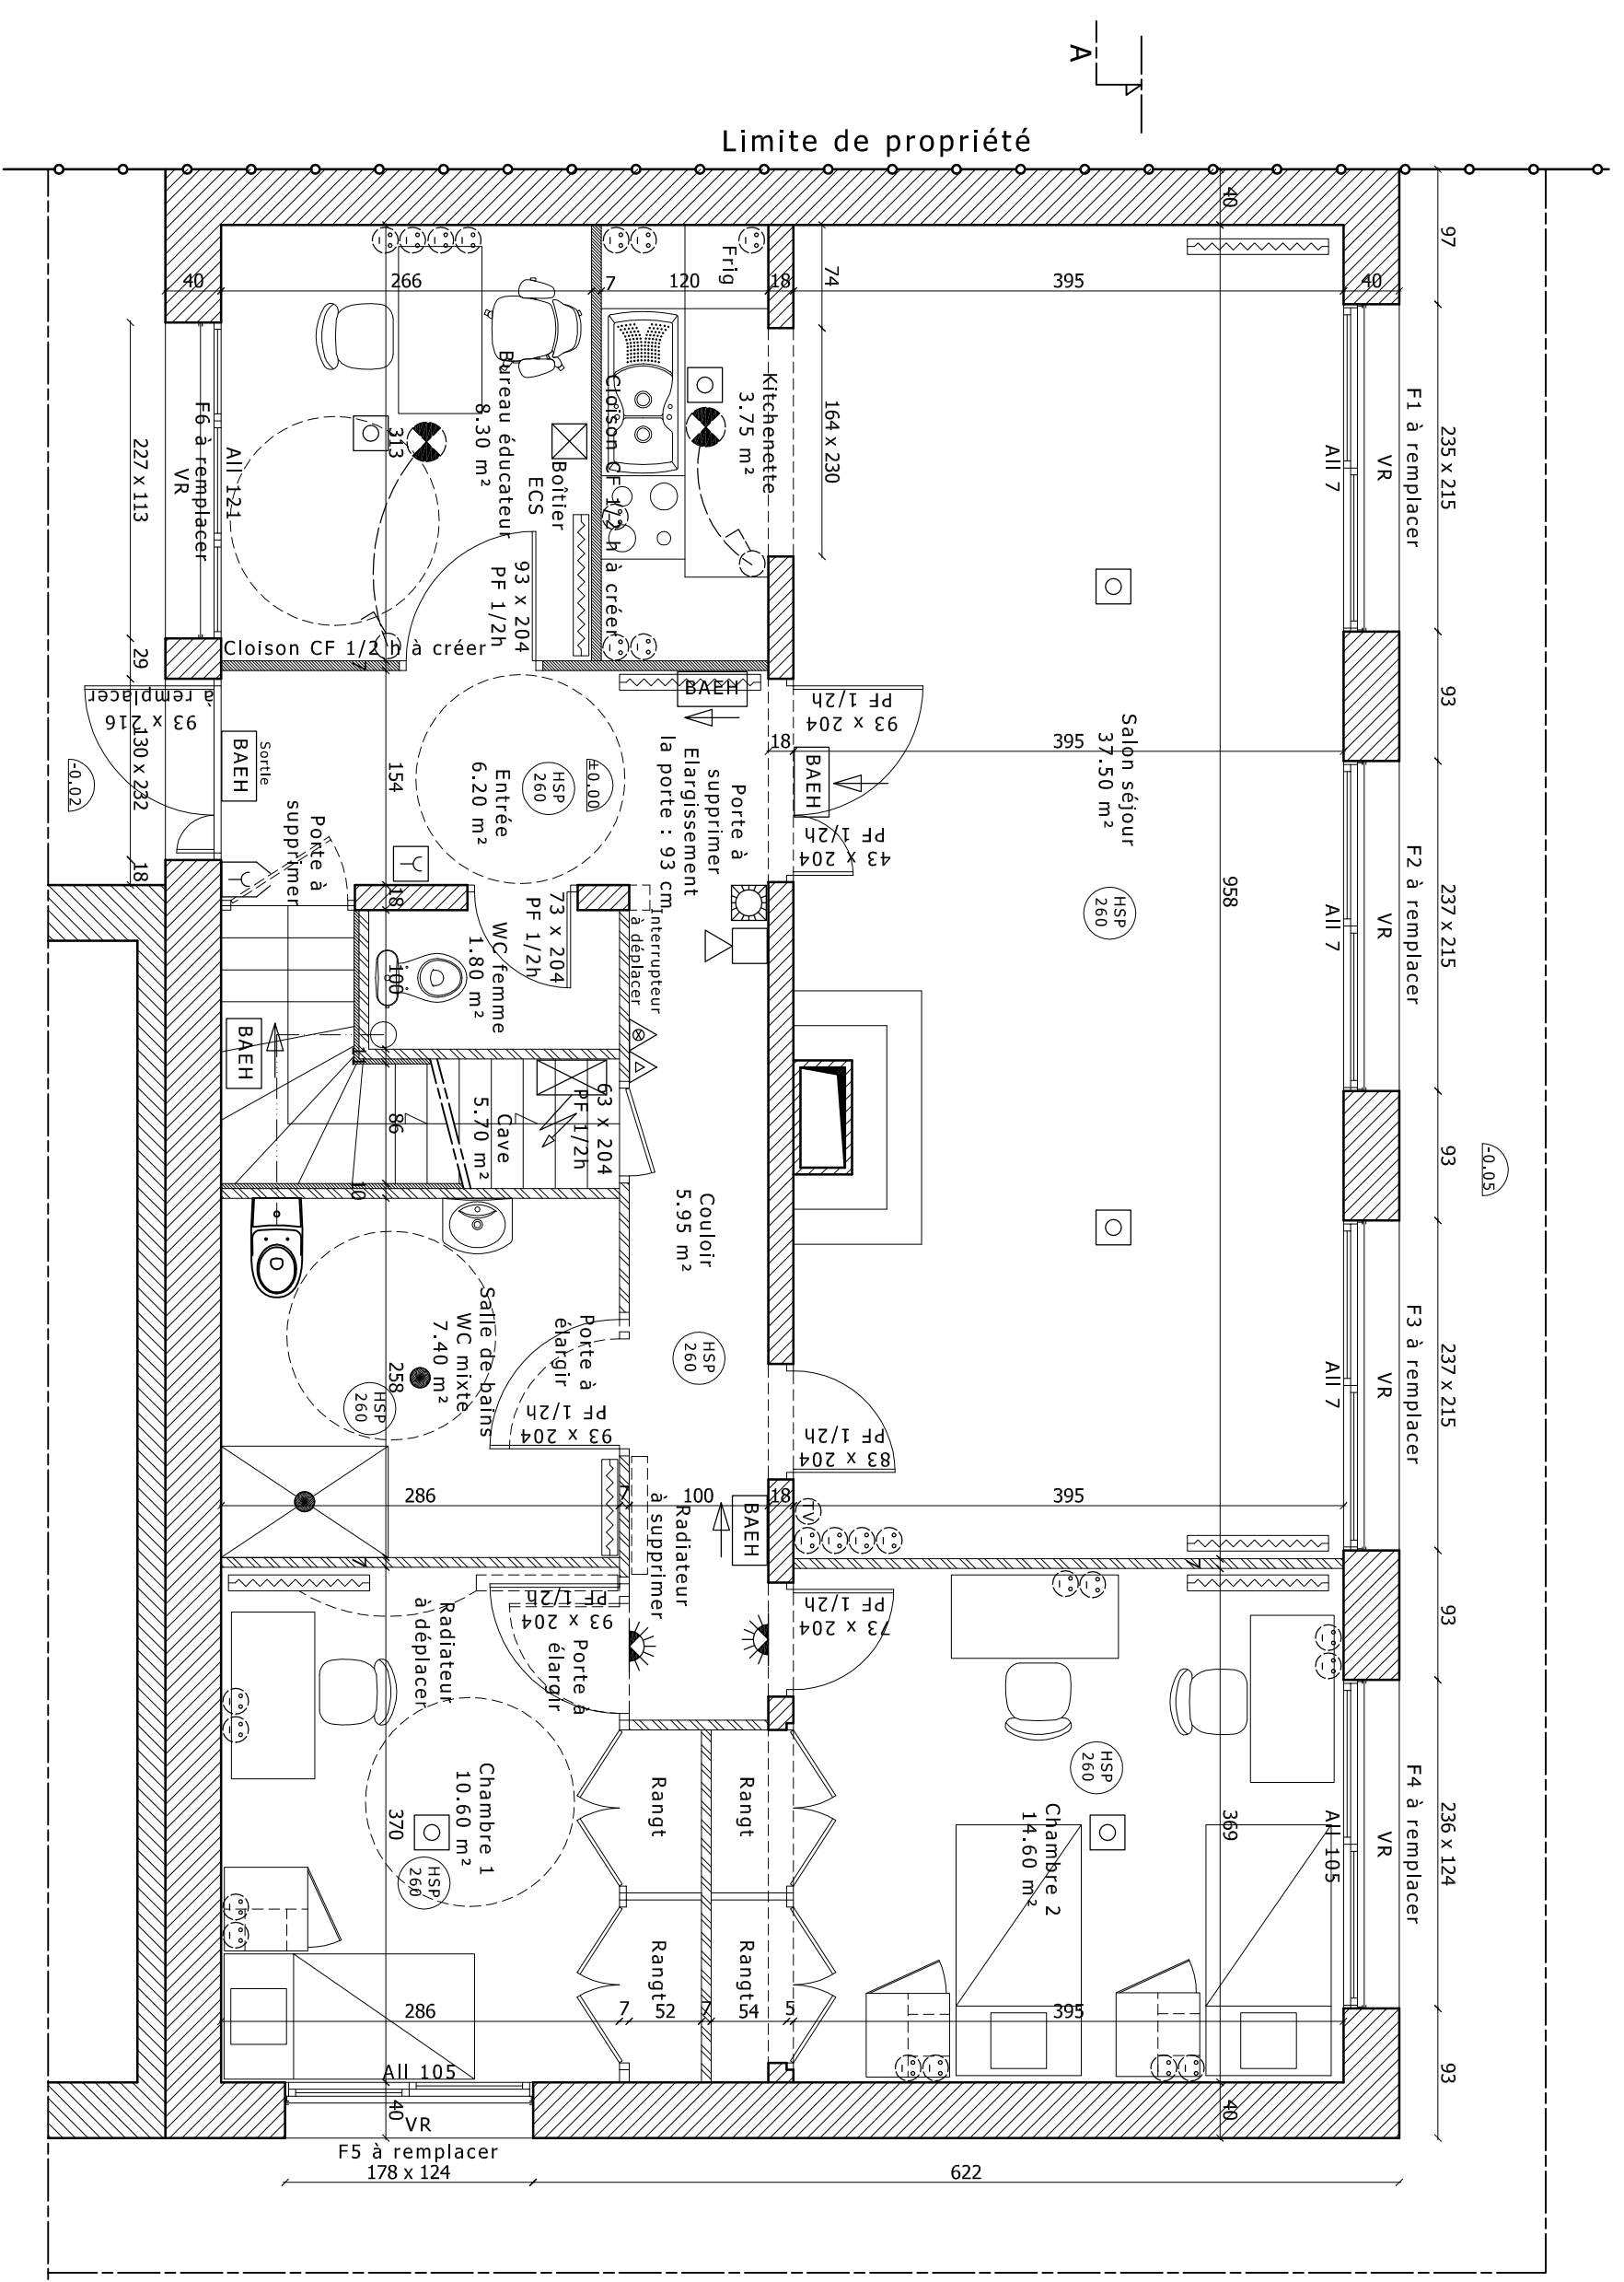 A
Limite de propriété
40
97
40
266
7
120
18
74
395
40
Frig
Kitchenette
3.75 m²
164 x 230
F1 à remplacer
VR
All 7
235 x 215
F6 à remplacer
VR
All 121
227 x 113
313
Bureau éducateur
8.30 m²
Boîtier
ECS
Cloison CF 1/2 h à créer
93 x 204
PF 1/2h
Cloison CF 1/2 h à créer
7
29
93 x 216
à remplacer
130 x 232
-0.02
BAEH
Sortie
18
BAEH
93 x 204
PF 1/2h
18
395
93
BAEH
Salon séjour
37.50 m²
154
Entrée
6.20 m²
HSP
260
±0.00
Porte à
supprimer
Elargissement
la porte : 93 cm
43 x 204
PF 1/2h
Porte à
supprimer
HSP
260
958
F2 à remplacer
VR
All 7
237 x 215
18
73 x 204
PF 1/2h
Interrupteur
à déplacer
WC femme
1.80 m²
100
BAEH
11
86
Cave
5.70 m²
63 x 204
PF 1/2h
10
93
-0.05
Couloir
5.95 m²
HSP
260
Salle de bains
WC mixte
7.40 m²
258
HSP
260
Porte à
élargir
93 x 204
PF 1/2h
83 x 204
PF 1/2h
F3 à remplacer
VR
All 7
237 x 215
286
7
100
18
395
TV
BAEH
Radiateur
à supprimer
7
7
93 x 204
PF 1/2h
Porte à
élargir
73 x 204
PF 1/2h
93
Radiateur
à déplacer
Chambre 1
10.60 m²
370
HSP
260
Rangt
Rangt
Rangt
Rangt
HSP
260
Chambre 2
14.60 m²
369
F4 à remplacer
VR
All 105
236 x 124
286
7
52
7
54
5
395
93
All 105
40
40
VR
F5 à remplacer
178 x 124
622